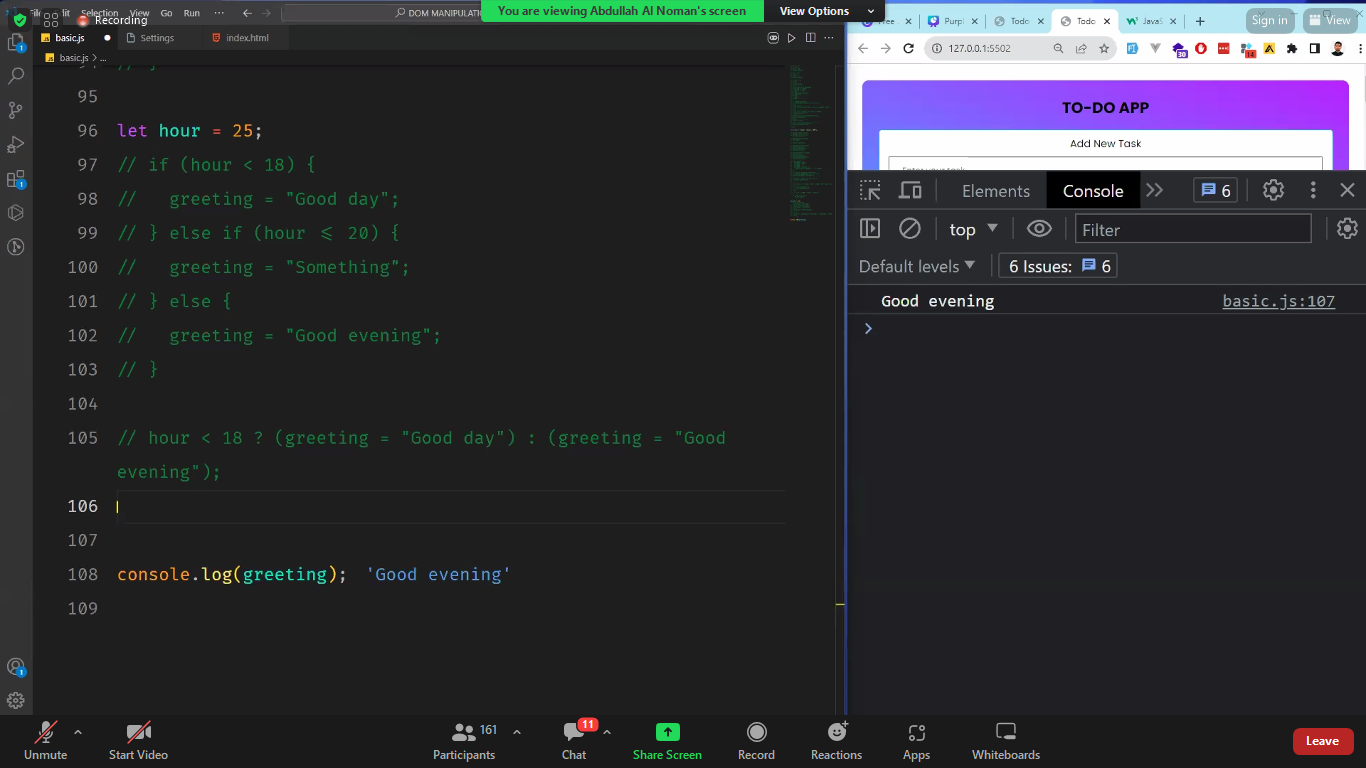 File
Edit
Selection
View
Go
Run
DOM MANIPULATI
Recording
You are viewing Abdullah Al Noman's screen
View Options
Todo
Todo
Sign in
View
basic.js
Settings
index.html
127.0.0.1:5502
30
14
basic.js > ...
95
96 let hour = 25;
97 // if (hour < 18) {
98 //   greeting = "Good day";
99 // } else if (hour <= 20) {
100 //   greeting = "Something";
101 // } else {
102 //   greeting = "Good evening";
103 // }
104
105 // hour < 18 ? (greeting = "Good day") : (greeting = "Good
evening");
106
107
108 console.log(greeting);  'Good evening'
109
TO-DO APP
Add New Task
Enter your task
Elements Console 6
top Filter
Default levels 6 Issues: 6
Good evening basic.js:107
Unmute
Start Video
Participants 161
Chat 11
Share Screen
Record
Reactions
Apps
Whiteboards
Leave